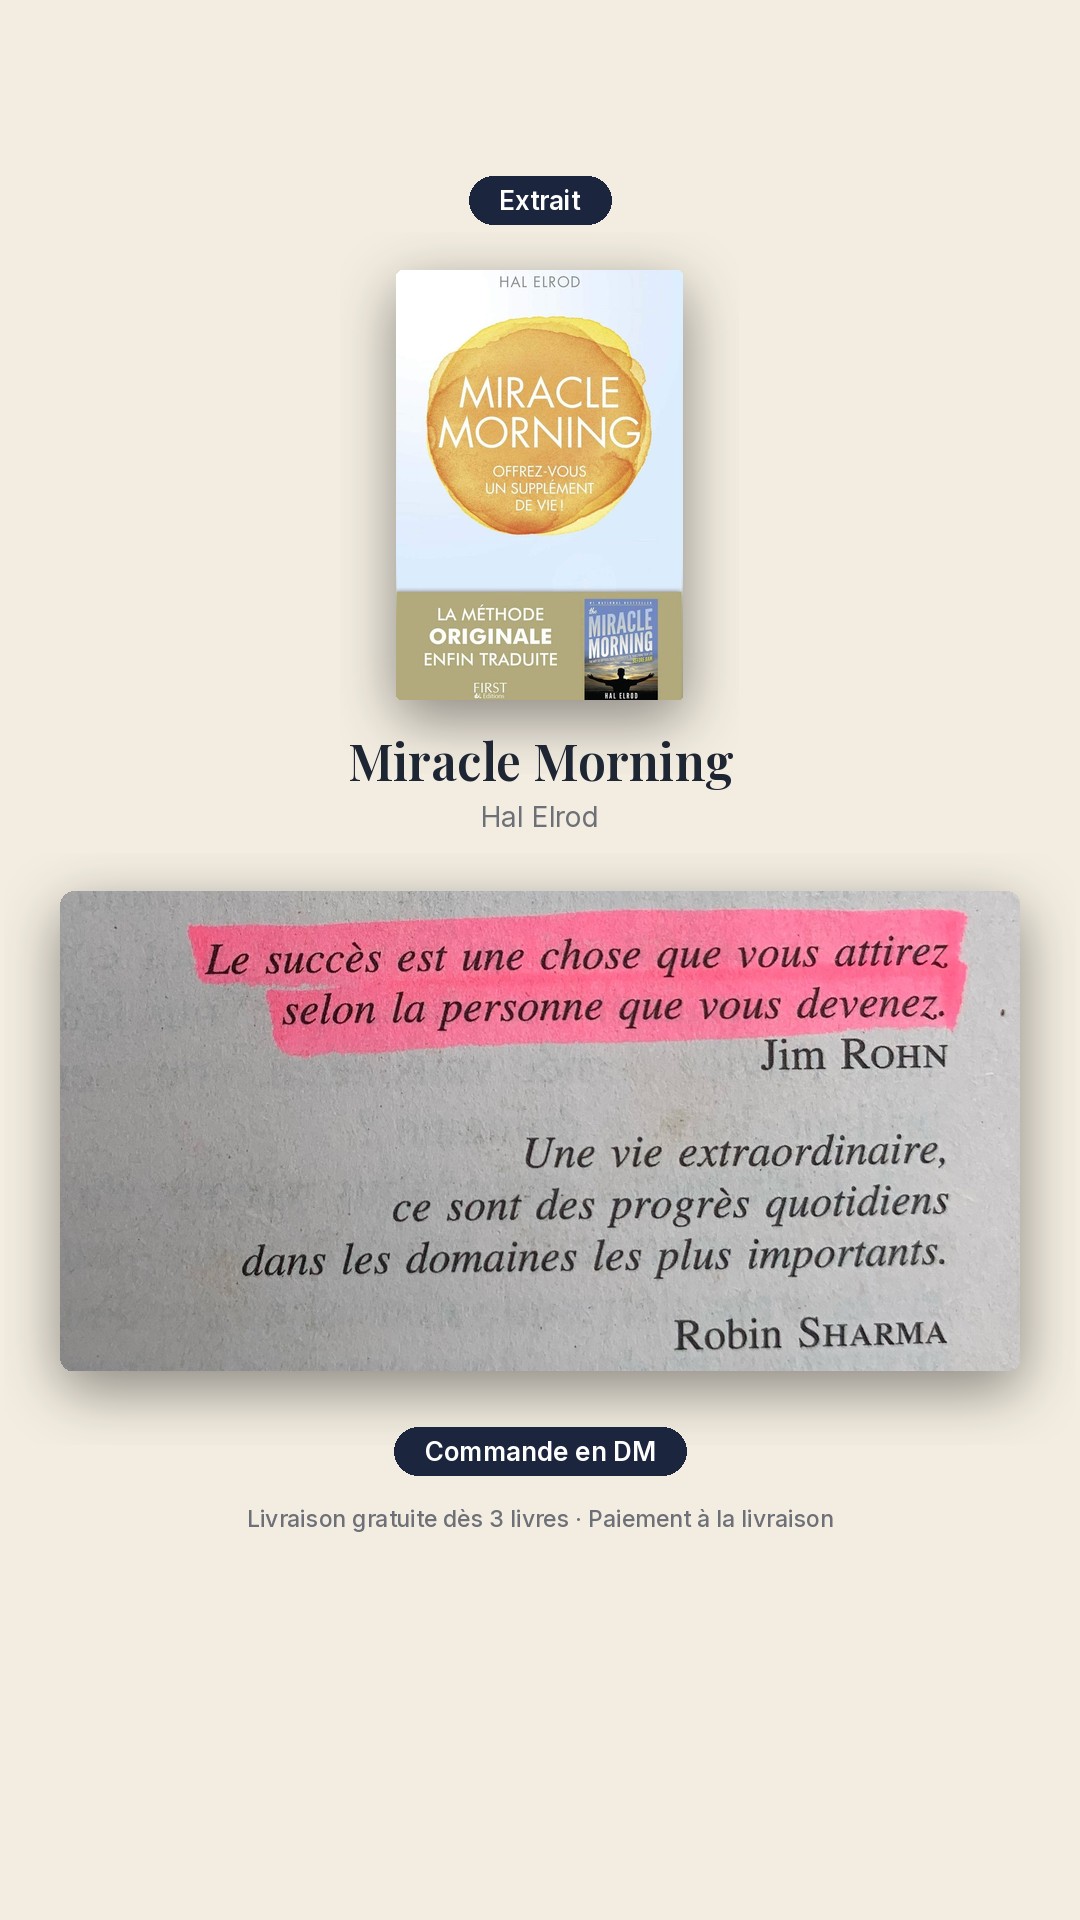 Extrait
HAL ELROD
MIRACLE
MORNING
OFFREZ-VOUS
UN SUPPLÉMENT
DE VIE !
LA MÉTHODE
ORIGINALE
ENFIN TRADUITE
FIRST
Éditions
the
MIRACLE
MORNING
HAL ELROD
Miracle Morning
Hal Elrod
Le succès est une chose que vous attirez
selon la personne que vous devenez.
Jim ROHN
Une vie extraordinaire,
ce sont des progrès quotidiens
dans les domaines les plus importants.
Robin SHARMA
Commande en DM
Livraison gratuite dès 3 livres · Paiement à la livraison